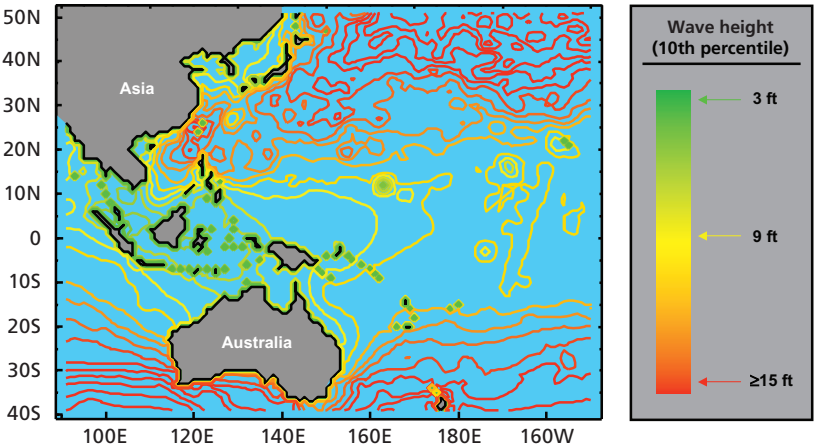 50N
40N
30N
20N
10N
0
10S
20S
30S
40S
100E
120E
140E
160E
180E
160W
Asia
Australia
Wave height
(10th percentile)
3 ft
9 ft
≥15 ft